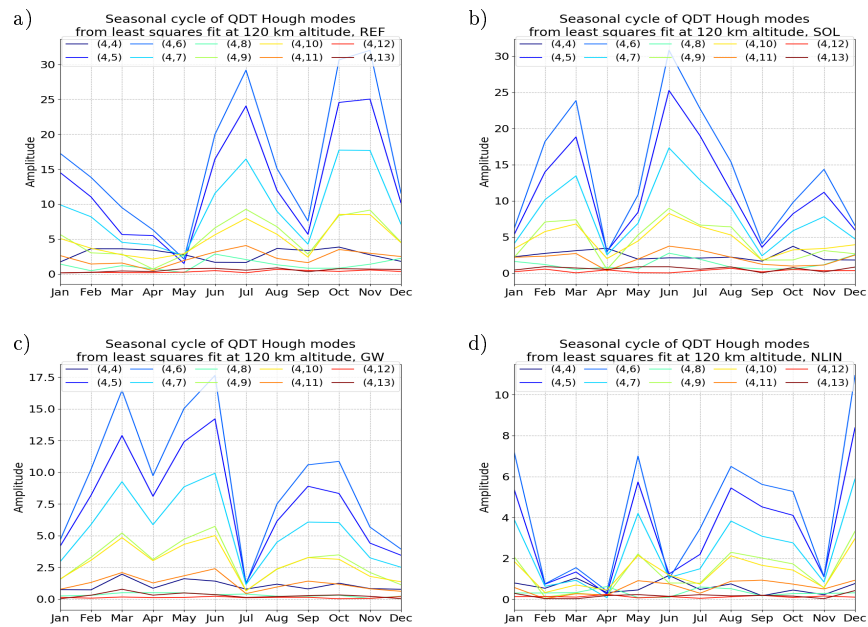 a)
Seasonal cycle of QDT Hough modes
from least squares fit at 120 km altitude, REF
(4,4) (4,6) (4,8) (4,10) (4,12)
(4,5) (4,7) (4,9) (4,11) (4,13)
30
25
20
15
10
5
0
Amplitude
Jan Feb Mar Apr May Jun Jul Aug Sep Oct Nov Dec
b)
Seasonal cycle of QDT Hough modes
from least squares fit at 120 km altitude, SOL
(4,4) (4,6) (4,8) (4,10) (4,12)
(4,5) (4,7) (4,9) (4,11) (4,13)
30
25
20
15
10
5
0
Amplitude
Jan Feb Mar Apr May Jun Jul Aug Sep Oct Nov Dec
c)
Seasonal cycle of QDT Hough modes
from least squares fit at 120 km altitude, GW
(4,4) (4,6) (4,8) (4,10) (4,12)
(4,5) (4,7) (4,9) (4,11) (4,13)
17.5
15.0
12.5
10.0
7.5
5.0
2.5
0.0
Amplitude
Jan Feb Mar Apr May Jun Jul Aug Sep Oct Nov Dec
d)
Seasonal cycle of QDT Hough modes
from least squares fit at 120 km altitude, NLIN
(4,4) (4,6) (4,8) (4,10) (4,12)
(4,5) (4,7) (4,9) (4,11) (4,13)
10
8
6
4
2
0
Amplitude
Jan Feb Mar Apr May Jun Jul Aug Sep Oct Nov Dec